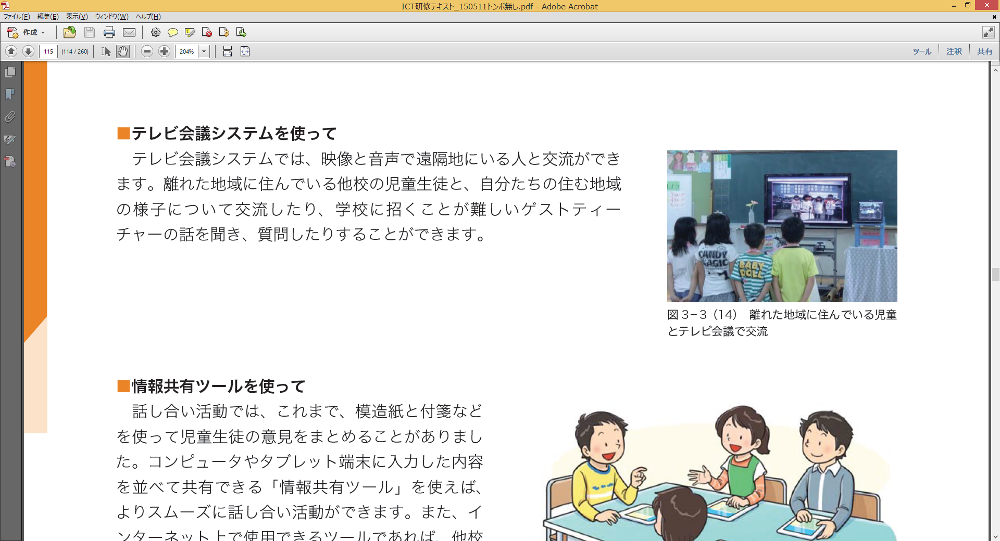 ICT研修テキスト_150511トンボ無し.pdf - Adobe Acrobat
ファイル(F) 編集(E) 表示(V) ウィンドウ(W) ヘルプ(H)
作成
115 (114 / 260) 204% ツール 注釈 共有
■テレビ会議システムを使って
テレビ会議システムでは、映像と音声で遠隔地にいる人と交流ができ
ます。離れた地域に住んでいる他校の児童生徒と、自分たちの住む地域
の様子について交流したり、学校に招くことが難しいゲストティー
チャーの話を聞き、質問したりすることができます。
CANDY
MAGIC
BABY
DOLL
図３−３（14） 離れた地域に住んでいる児童
とテレビ会議で交流
■情報共有ツールを使って
話し合い活動では、これまで、模造紙と付箋など
を使って児童生徒の意見をまとめることがありまし
た。コンピュータやタブレット端末に入力した内容
を並べて共有できる「情報共有ツール」を使えば、
よりスムーズに話し合い活動ができます。また、イ
ンターネット上で使用できるツールであれば、他校